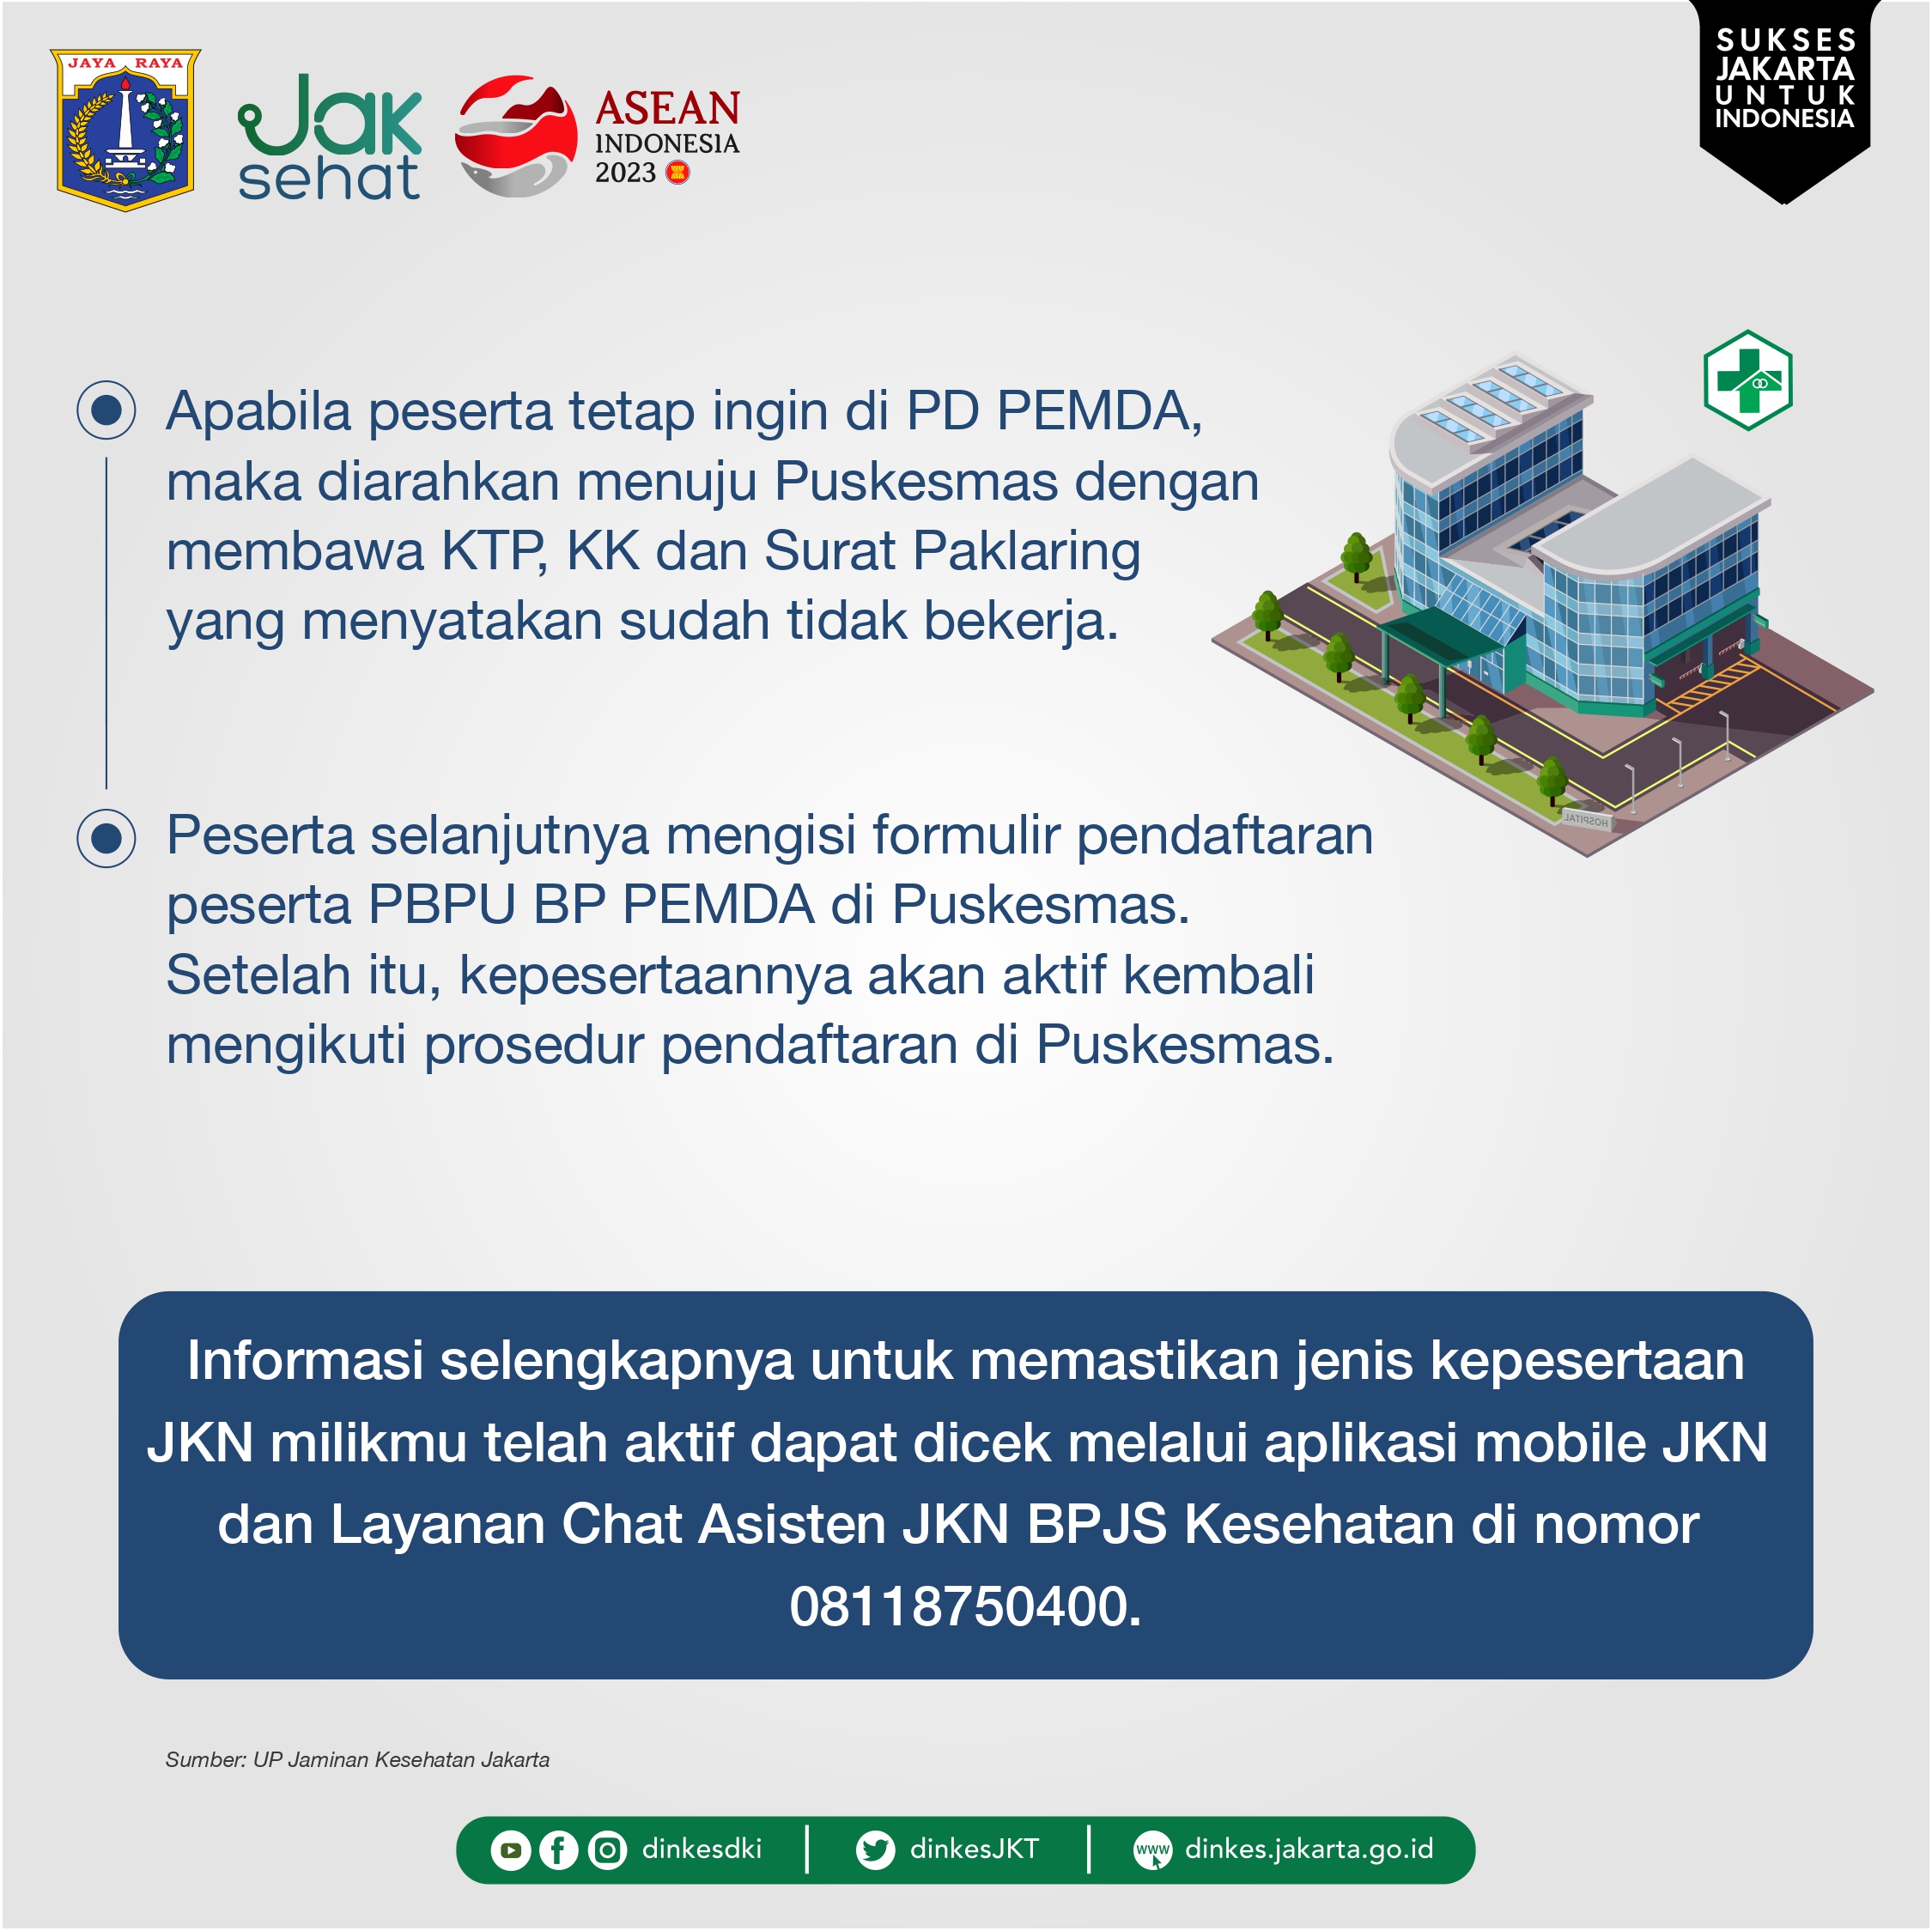 JAYA RAYA
Jak
sehat
ASEAN
INDONESIA
2023
SUKSES
JAKARTA
UNTUK
INDONESIA
Apabila peserta tetap ingin di PD PEMDA,
maka diarahkan menuju Puskesmas dengan
membawa KTP, KK dan Surat Paklaring
yang menyatakan sudah tidak bekerja.
HOSPITAL
Peserta selanjutnya mengisi formulir pendaftaran
peserta PBPU BP PEMDA di Puskesmas.
Setelah itu, kepesertaannya akan aktif kembali
mengikuti prosedur pendaftaran di Puskesmas.
Informasi selengkapnya untuk memastikan jenis kepesertaan
JKN milikmu telah aktif dapat dicek melalui aplikasi mobile JKN
dan Layanan Chat Asisten JKN BPJS Kesehatan di nomor
08118750400.
Sumber: UP Jaminan Kesehatan Jakarta
dinkesdki | dinkesJKT | www dinkes.jakarta.go.id